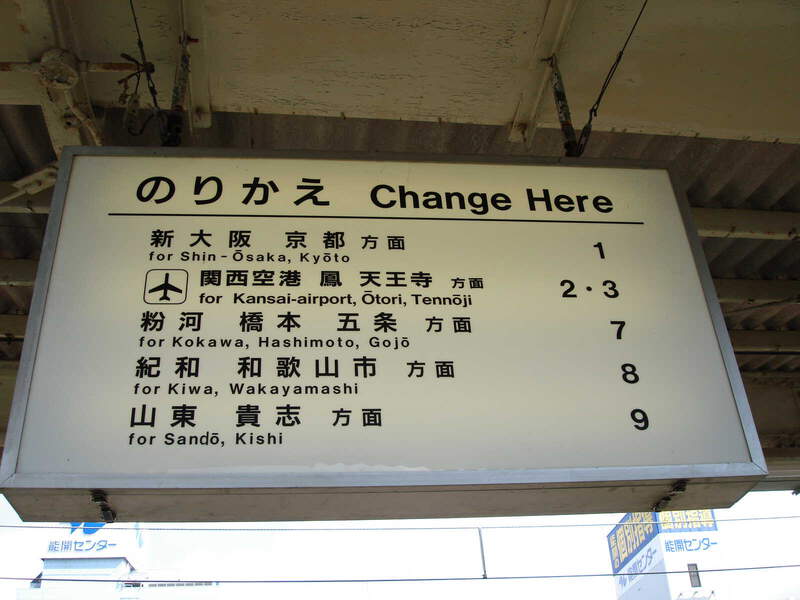 のりかえ Change Here
新大阪 京都 方面 1
for Shin-Ōsaka, Kyōto
関西空港 鳳 天王寺 方面 2・3
for Kansai-airport, Ōtori, Tennōji
粉河 橋本 五条 方面 7
for Kokawa, Hashimoto, Gojō
紀和 和歌山市 方面 8
for Kiwa, Wakayamashi
山東 貴志 方面 9
for Sandō, Kishi
能開センター
個別指導
能開センター